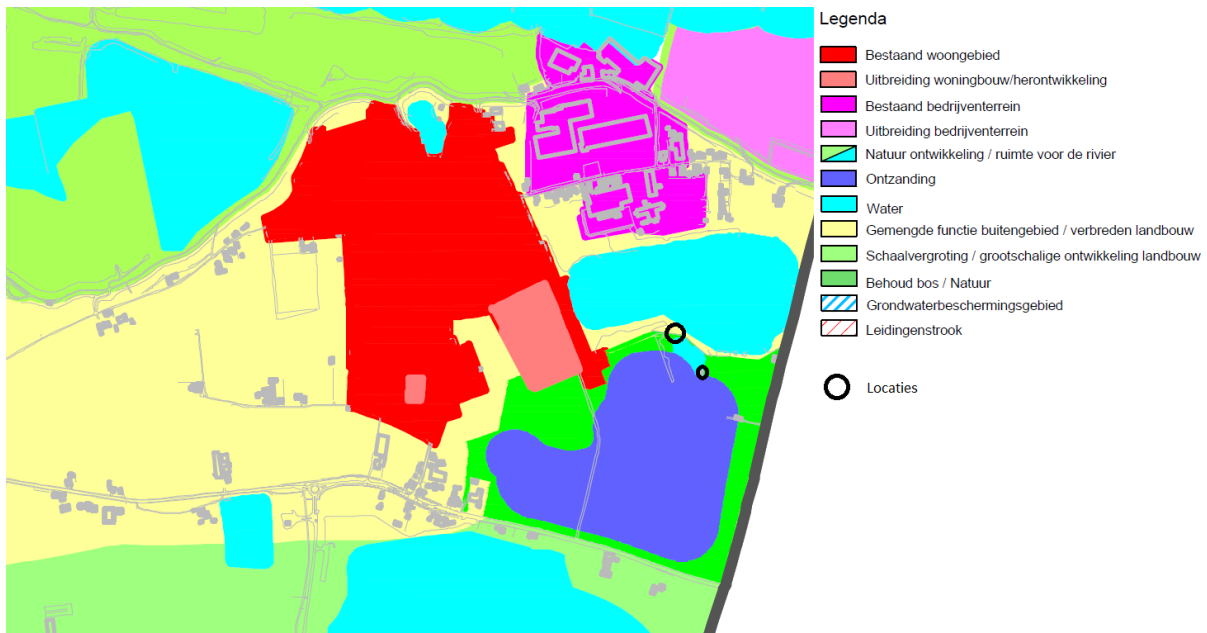 Legenda
Bestaand woongebied
Uitbreiding woningbouw/herontwikkeling
Bestaand bedrijventerrein
Uitbreiding bedrijventerrein
Natuur ontwikkeling / ruimte voor de rivier
Ontzanding
Water
Gemengde functie buitengebied / verbreden landbouw
Schaalvergroting / grootschalige ontwikkeling landbouw
Behoud bos / Natuur
Grondwaterbeschermingsgebied
Leidingenstrook
Locaties